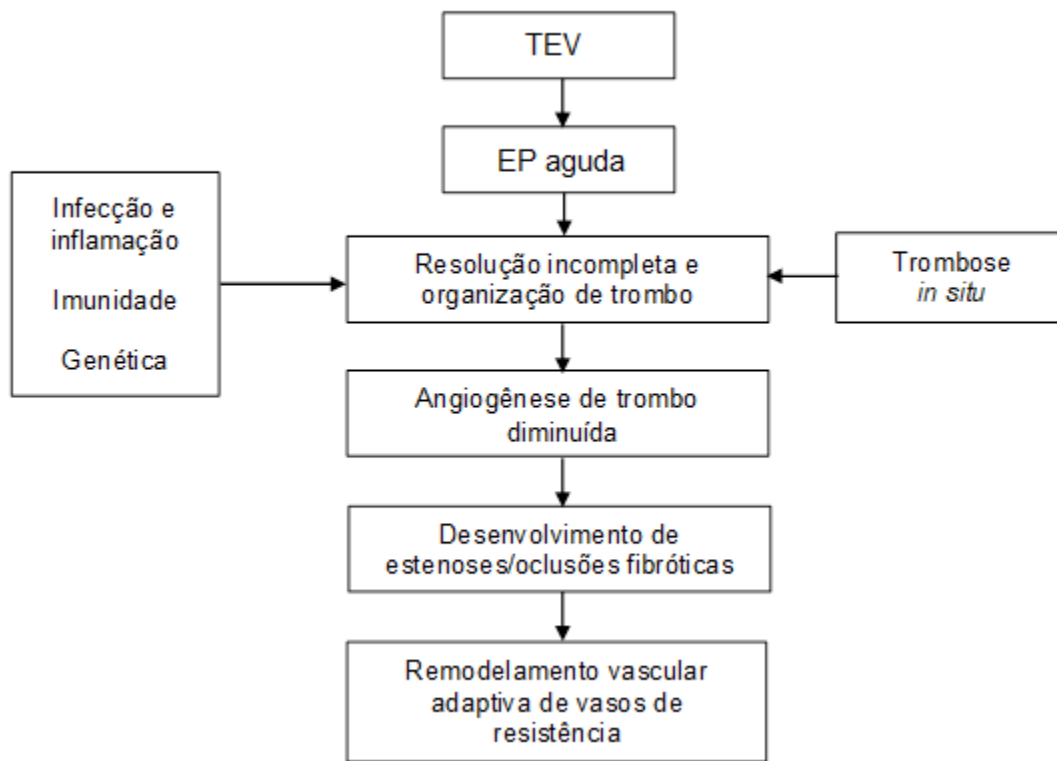 TEV
EP aguda
Infecção e
inflamação
Imunidade
Genética
Resolução incompleta e
organização de trombo
Trombose
in situ
Angiogênese de trombo
diminuída
Desenvolvimento de
estenoses/oclusões fibróticas
Remodelamento vascular
adaptiva de vasos de
resistência